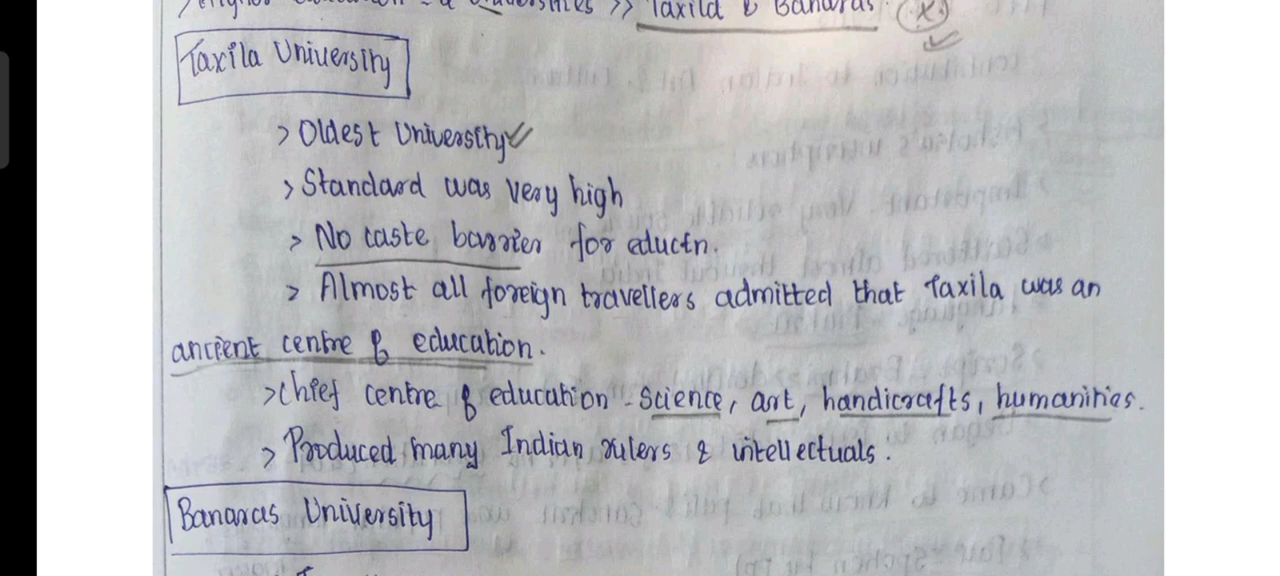 >> Taxila & Banaras (*)
Taxila University
> Oldest University
> Standard was very high
> No caste barrier for eductn.
> Almost all foreign travellers admitted that Taxila was an
ancient centre of education.
> Chief centre of education - Science, art, handicrafts, humanities.
> Produced many Indian rulers & intellectuals.
Banaras University